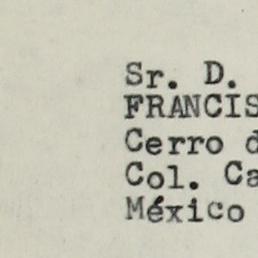 Sr. D.
FRANCIS
Cerro d
Col. Ca
México